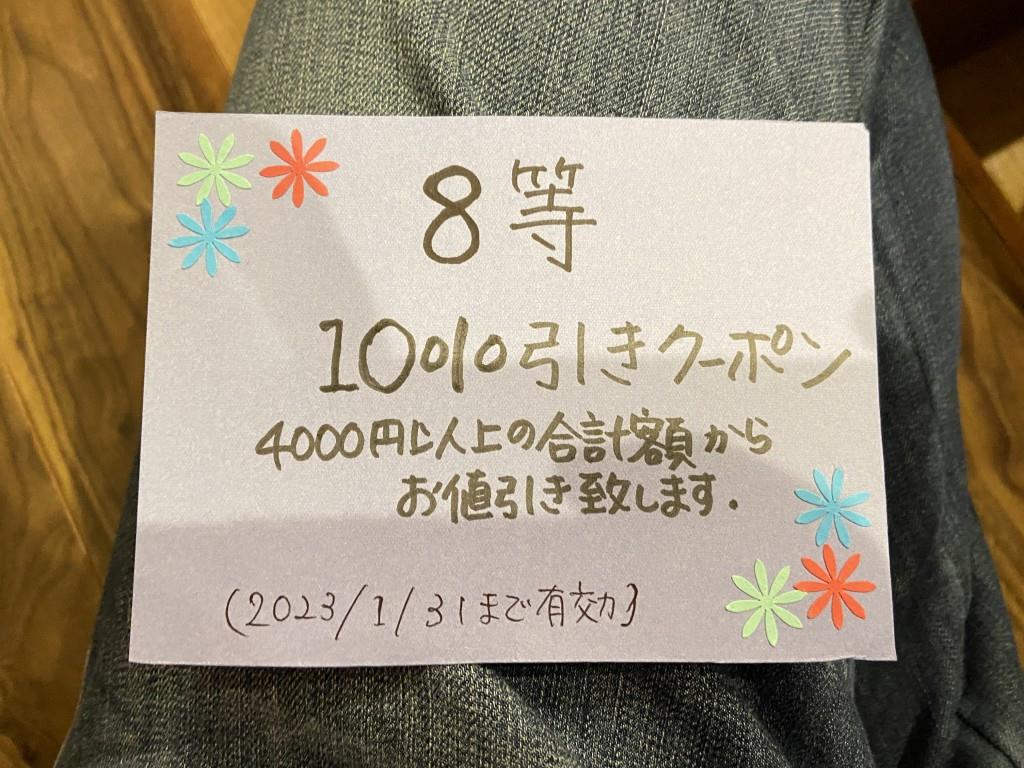 8等
10%引きクーポン
4000円以上の合計額から
お値引き致します.
(2023/1/31まで有効)